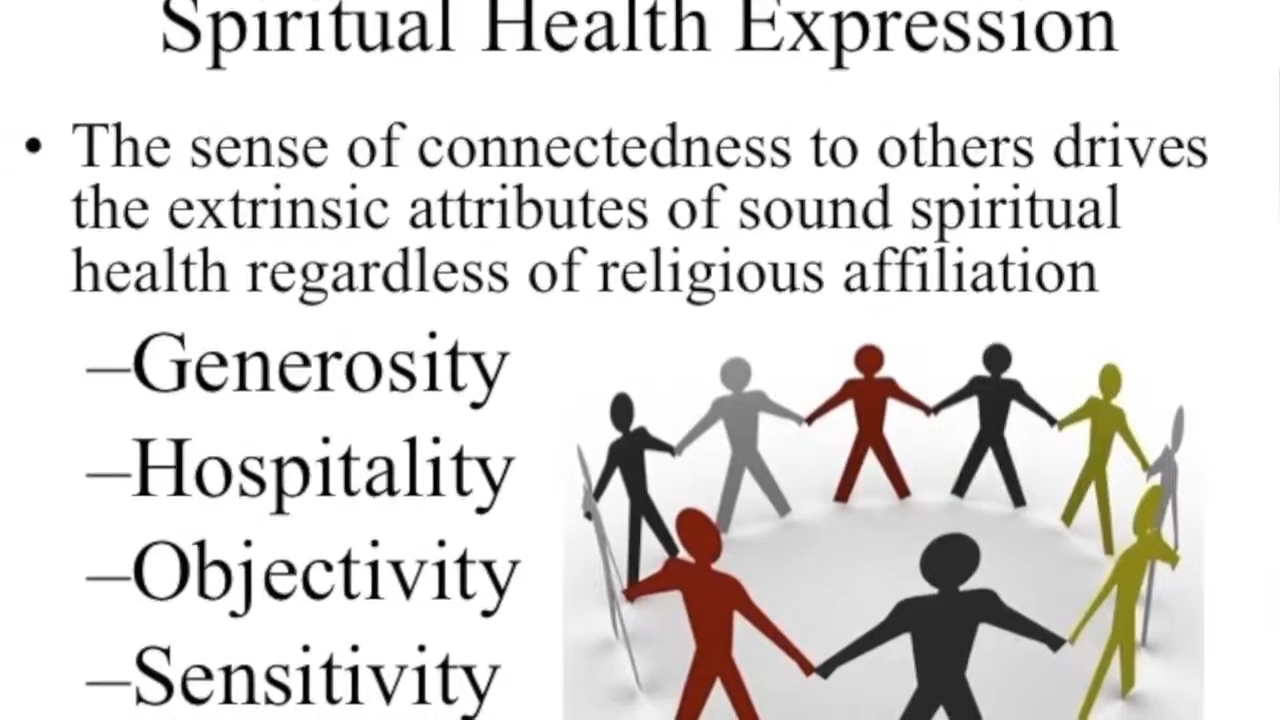 Spiritual Health Expression
• The sense of connectedness to others drives
the extrinsic attributes of sound spiritual
health regardless of religious affiliation
–Generosity
–Hospitality
–Objectivity
–Sensitivity